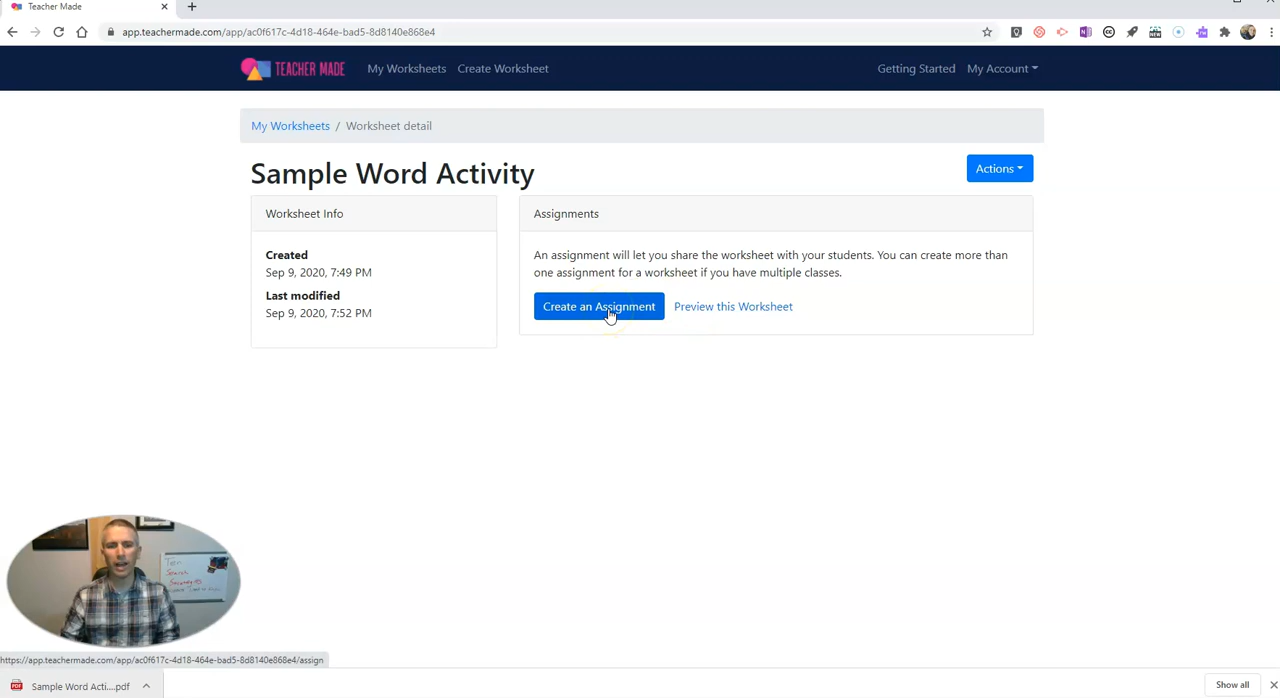 Teacher Made
app.teachermade.com/app/ac0f617c-4d18-464e-bad5-8d8140e868e4
TEACHER MADE
My Worksheets
Create Worksheet
Getting Started
My Account
My Worksheets / Worksheet detail
Sample Word Activity
Actions
Worksheet Info
Created
Sep 9, 2020, 7:49 PM
Last modified
Sep 9, 2020, 7:52 PM
Assignments
An assignment will let you share the worksheet with your students. You can create more than
one assignment for a worksheet if you have multiple classes.
Create an Assignment
Preview this Worksheet
https://app.teachermade.com/app/ac0f617c-4d18-464e-bad5-8d8140e868e4/assign
Sample Word Acti....pdf
Show all